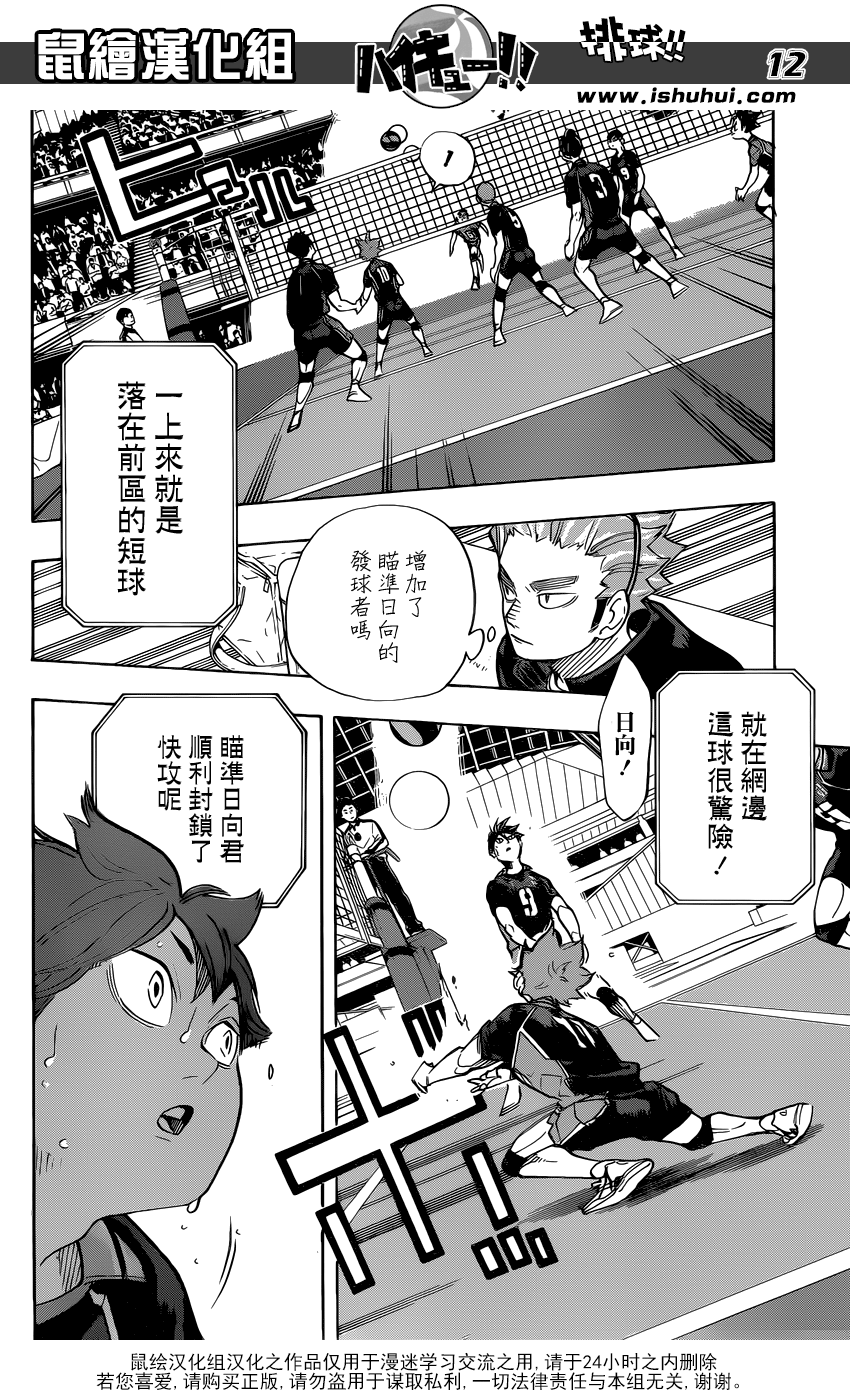 鼠繪漢化組
ハイキュー!!
排球!!
12
www.ishuhui.com
1
3
9
10
5
一上來就是
落在前區的短球
增加了
瞄準日向的
發球者嗎
日向!
就在網邊
這球很驚險!
瞄準日向君
順利封鎖了
快攻呢
9
鼠绘汉化组汉化之作品仅用于漫迷学习交流之用,请于24小时之内删除
若您喜爱,请购买正版,请勿盗用于谋取私利,一切法律责任与本组无关,谢谢。